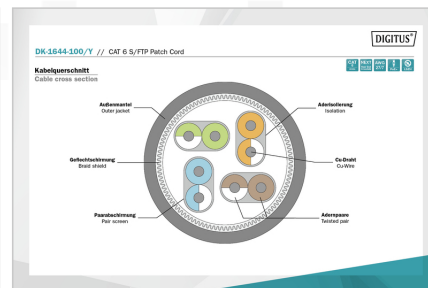 DIGITUS®
DK-1644-100/Y // CAT 6 S/FTP Patch Cord
Kabelquerschnitt
Cable cross section
Außenmantel
Outer jacket
Aderisolierung
Isolation
Geflechtschirmung
Braid shield
Cu-Draht
Cu-Wire
Paarabschirmung
Pair screen
Adernpaare
Twisted pair